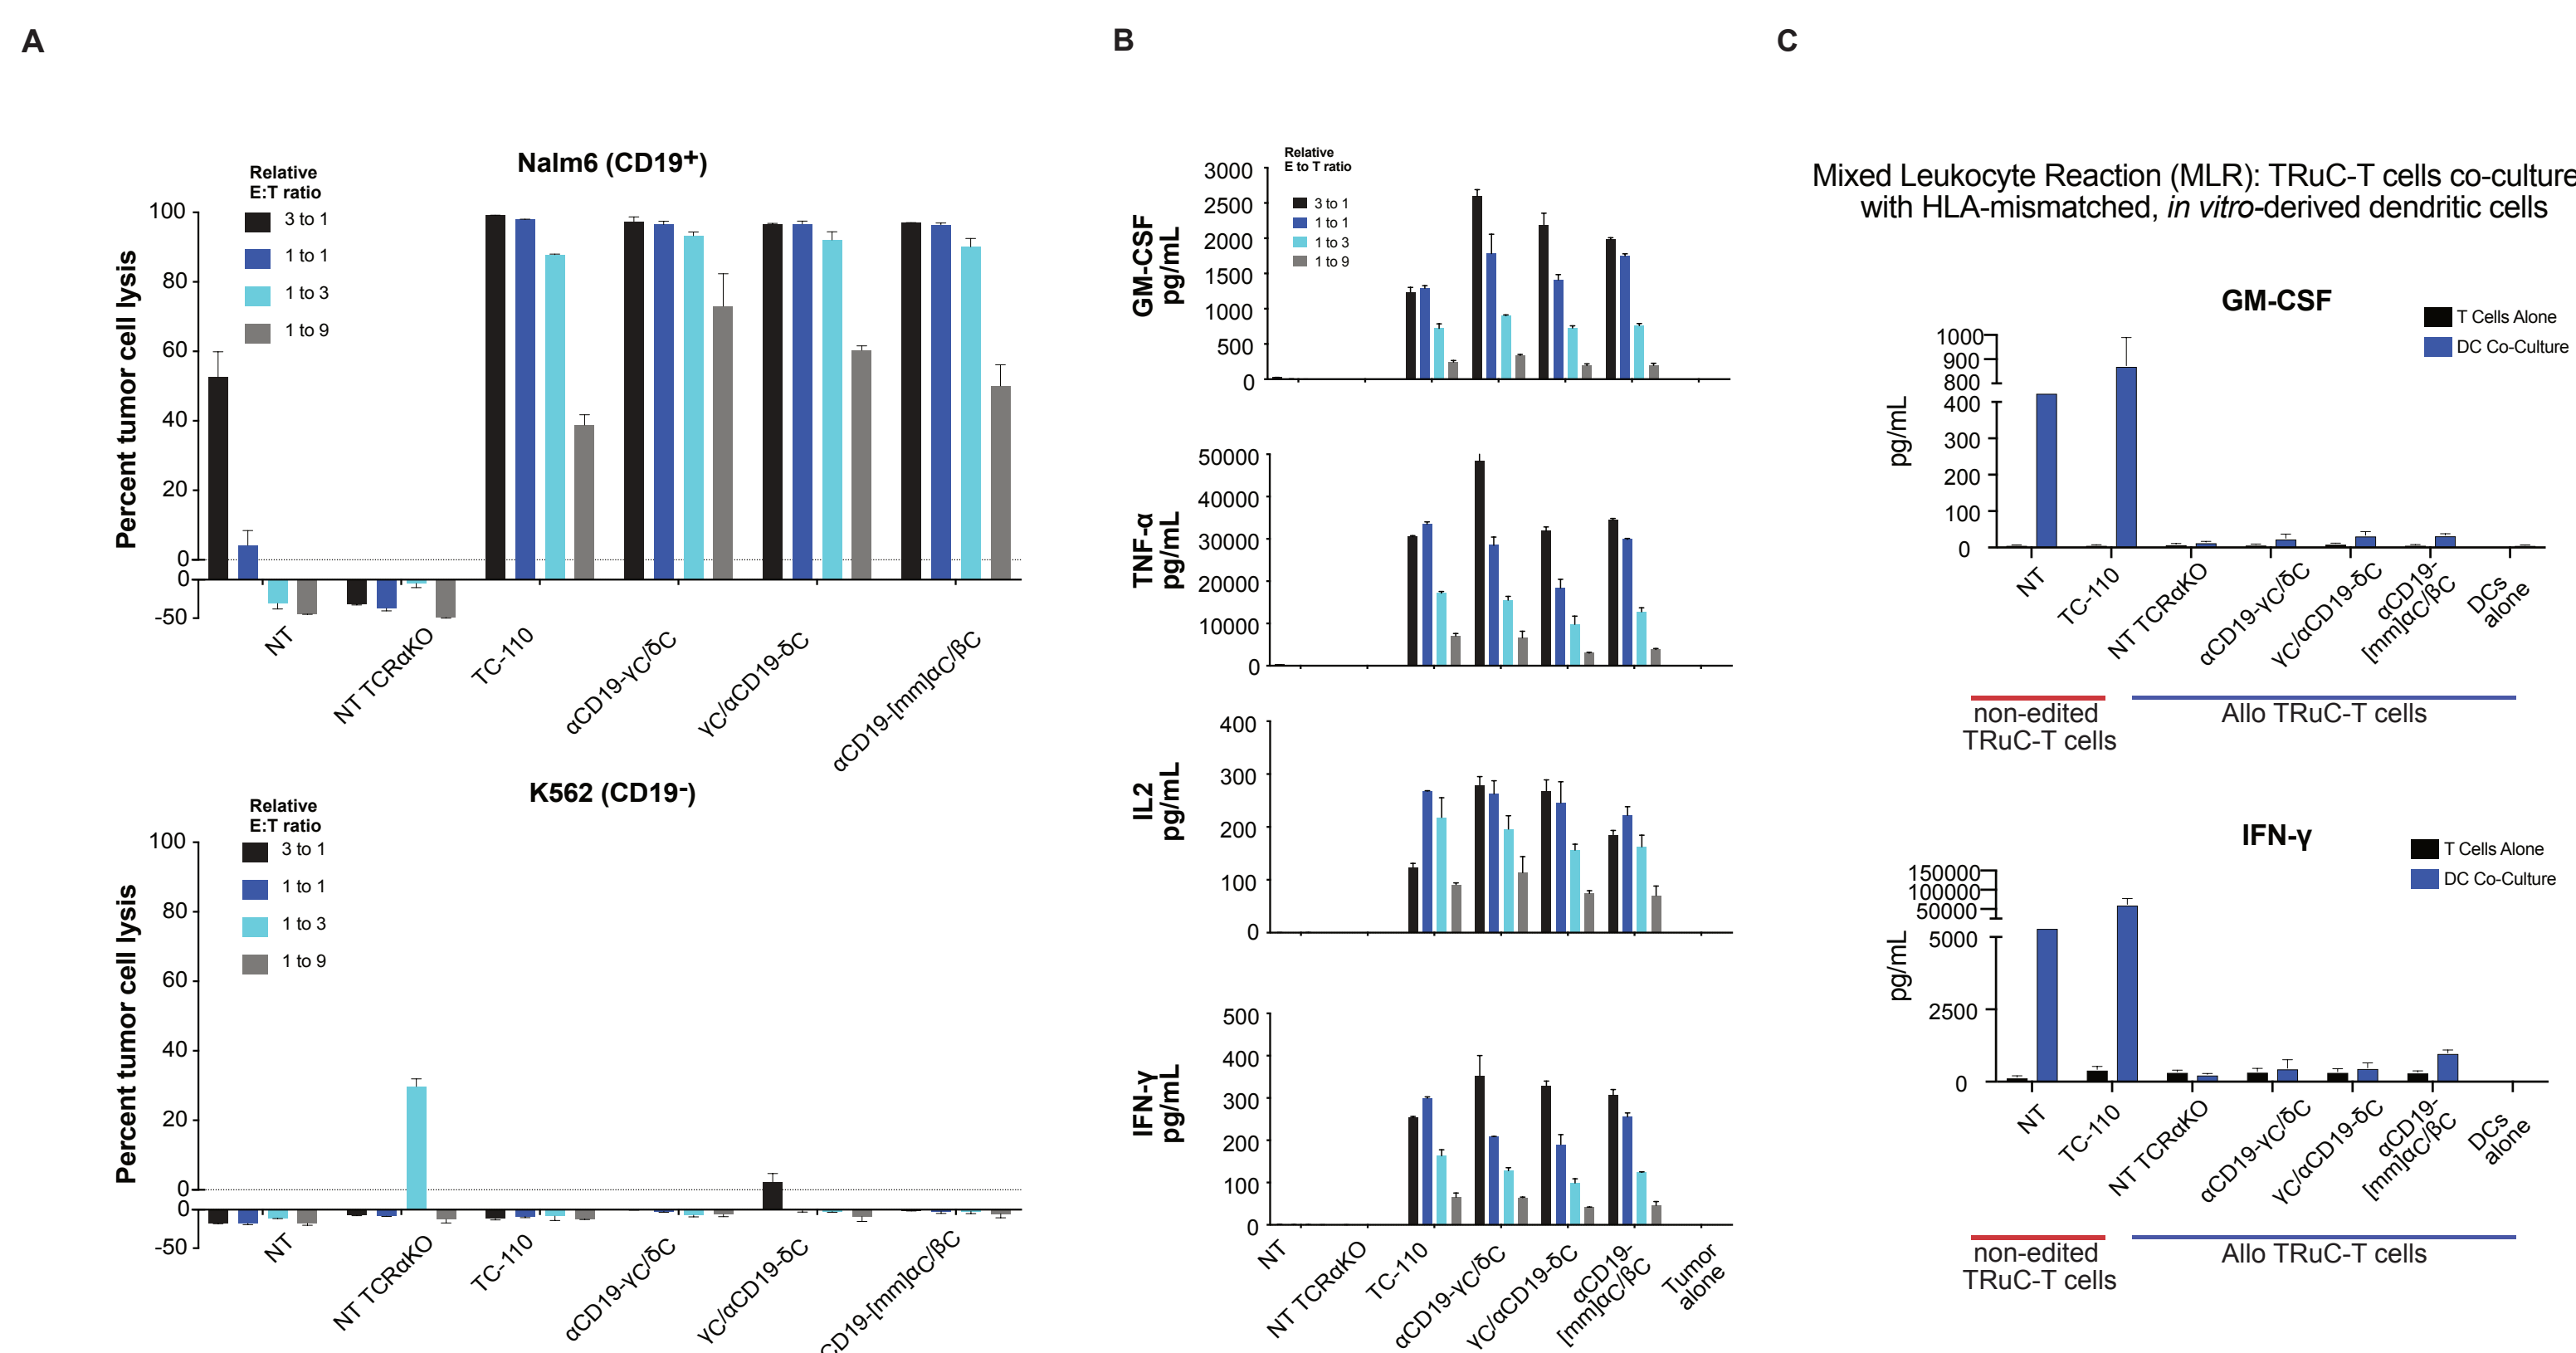 A
Nalm6 (CD19+)
Relative
E:T ratio
3 to 1
1 to 1
1 to 3
1 to 9
Percent tumor cell lysis
100
80
60
40
20
0
0
-50
NT
NT TCRαKO
TC-110
αCD19-γC/δC
γC/αCD19-δC
αCD19-[mm]αC/βC
K562 (CD19-)
Relative
E:T ratio
3 to 1
1 to 1
1 to 3
1 to 9
Percent tumor cell lysis
100
80
60
40
20
0
0
-50
NT
NT TCRαKO
TC-110
αCD19-γC/δC
γC/αCD19-δC
CD19-[mm]αC/βC
B
Relative
E to T ratio
3 to 1
1 to 1
1 to 3
1 to 9
GM-CSF
pg/mL
3000
2500
2000
1500
1000
500
0
TNF-α
pg/mL
50000
40000
30000
20000
10000
0
IL2
pg/mL
400
300
200
100
0
IFN-γ
pg/mL
500
400
300
200
100
0
NT
NT TCRαKO
TC-110
αCD19-γC/δC
γC/αCD19-δC
αCD19-
[mm]αC/βC
Tumor
alone
C
Mixed Leukocyte Reaction (MLR): TRuC-T cells co-culture
with HLA-mismatched, in vitro-derived dendritic cells
GM-CSF
T Cells Alone
DC Co-Culture
pg/mL
1000
900
800
400
300
200
100
0
NT
TC-110
NT TCRαKO
αCD19-γC/δC
γC/αCD19-δC
αCD19-
[mm]αC/βC
DCs
alone
non-edited
TRuC-T cells
Allo TRuC-T cells
IFN-γ
T Cells Alone
DC Co-Culture
pg/mL
150000
100000
50000
5000
2500
0
NT
TC-110
NT TCRαKO
αCD19-γC/δC
γC/αCD19-δC
αCD19-
[mm]αC/βC
DCs
alone
non-edited
TRuC-T cells
Allo TRuC-T cells